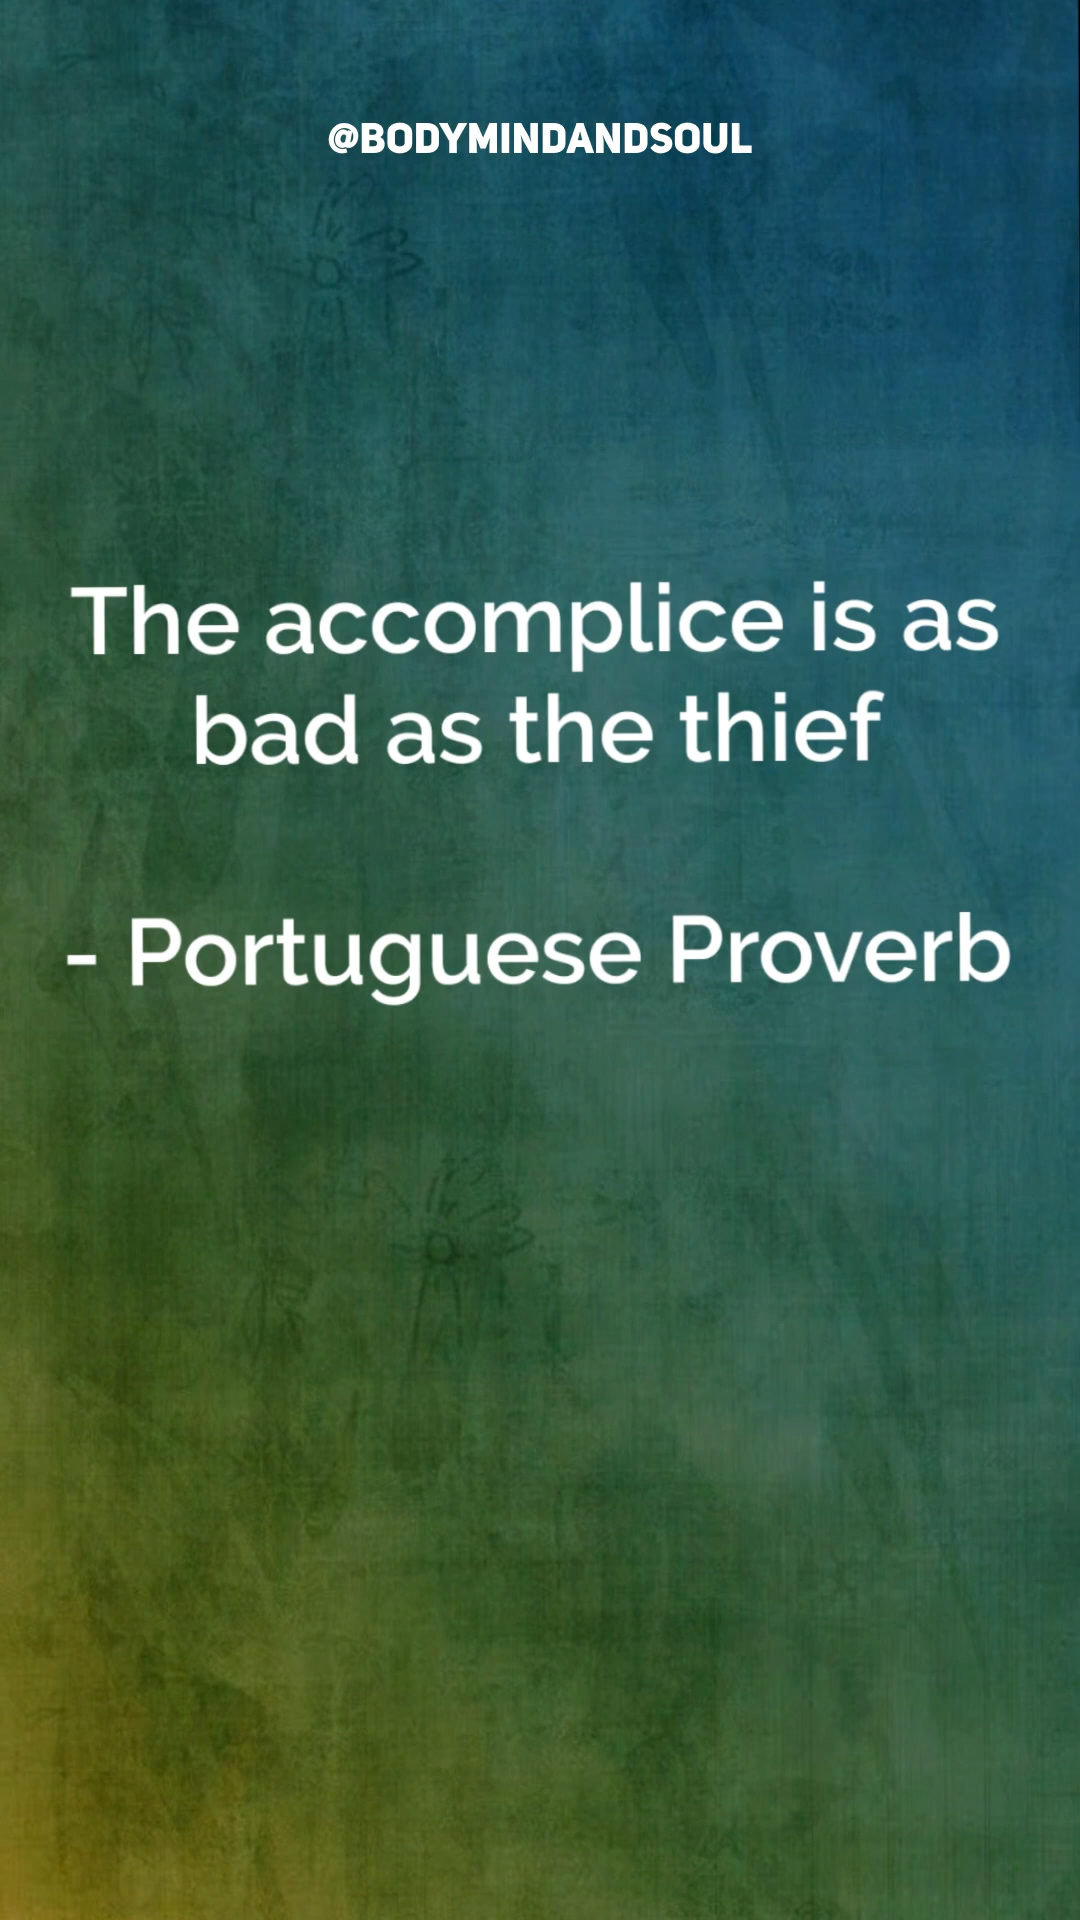 @BODYMINDANDSOUL
The accomplice is as
bad as the thief
- Portuguese Proverb